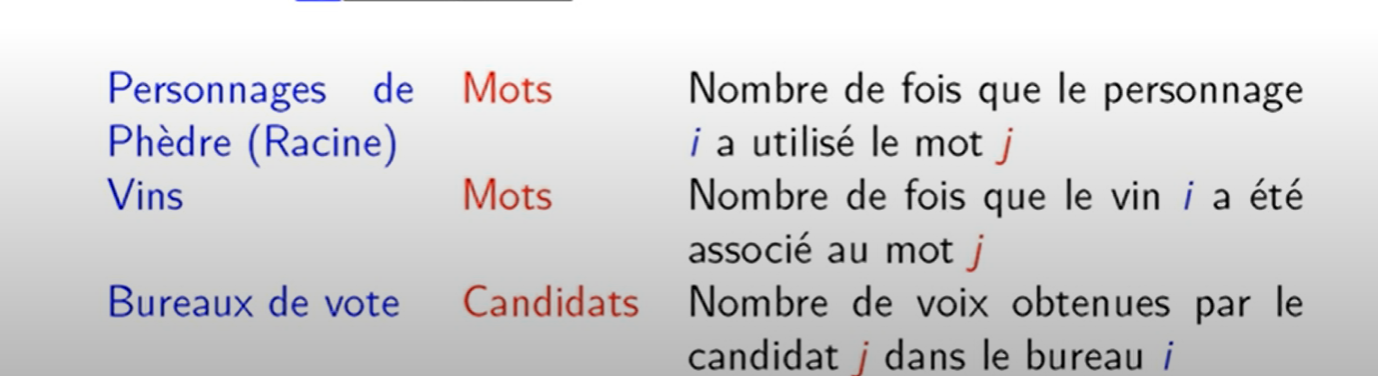 Personnages de Mots Nombre de fois que le personnage
Phèdre (Racine) i a utilisé le mot j
Vins Mots Nombre de fois que le vin i a été
associé au mot j
Bureaux de vote Candidats Nombre de voix obtenues par le
candidat j dans le bureau i